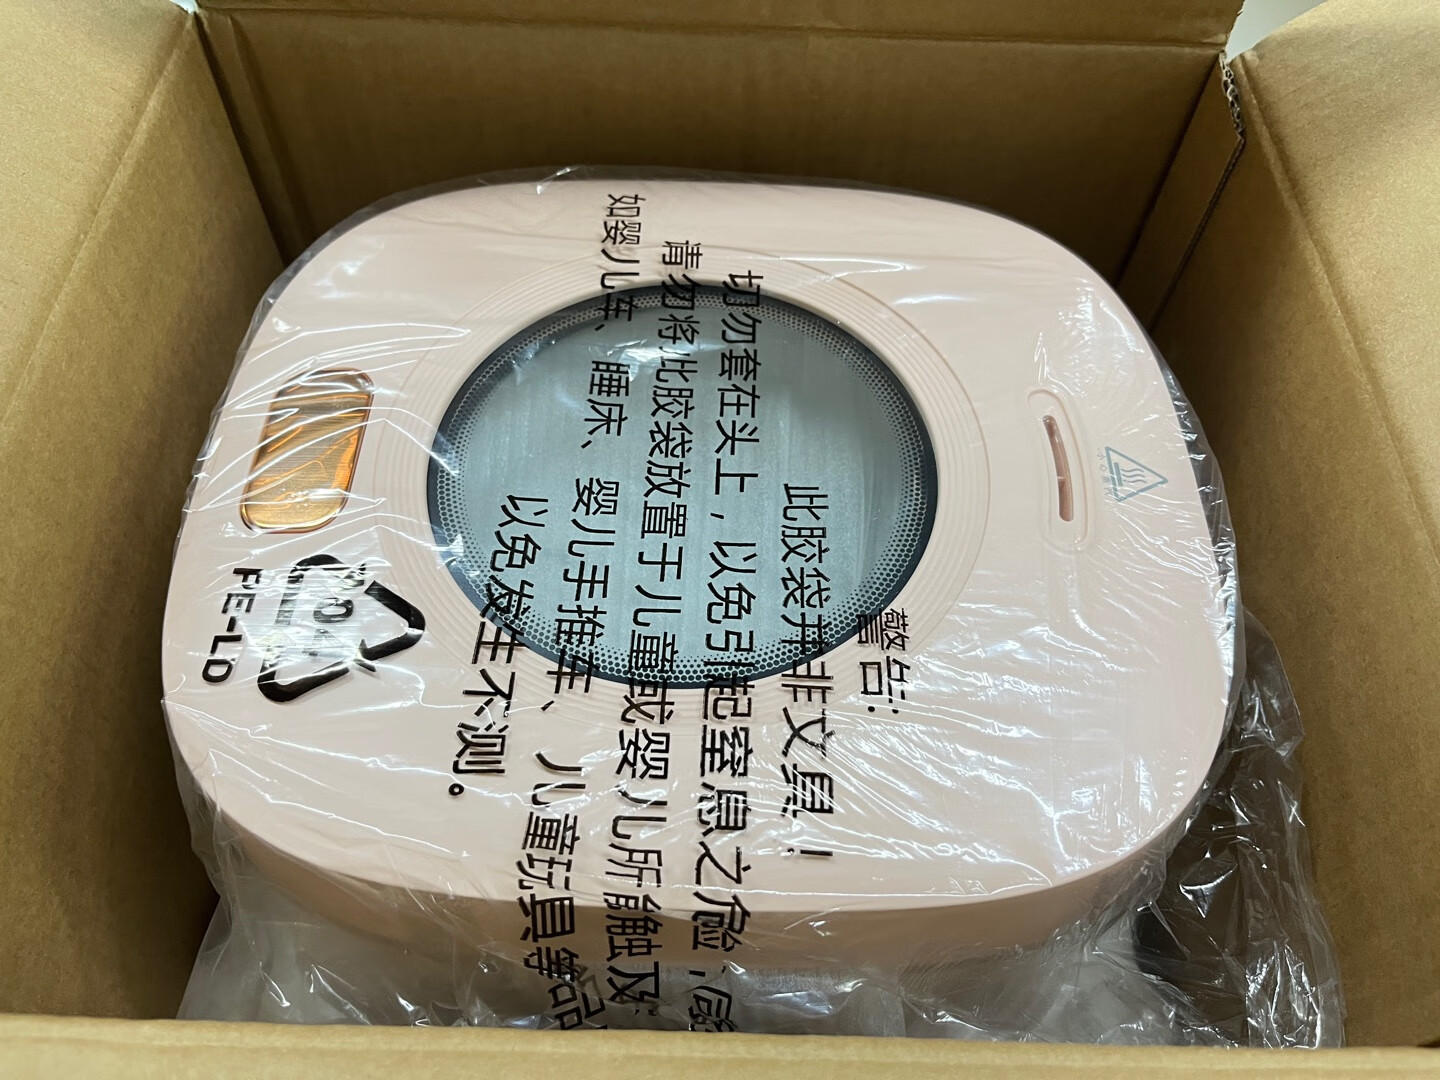 警告:
此胶袋并非文具！
切勿套在头上，以免引起窒息之危险
请勿将此胶袋放置于儿童或婴儿所触及
如婴儿车、睡床、婴儿手推车、儿童玩具等品
以免发生不测。
04
PE-LD